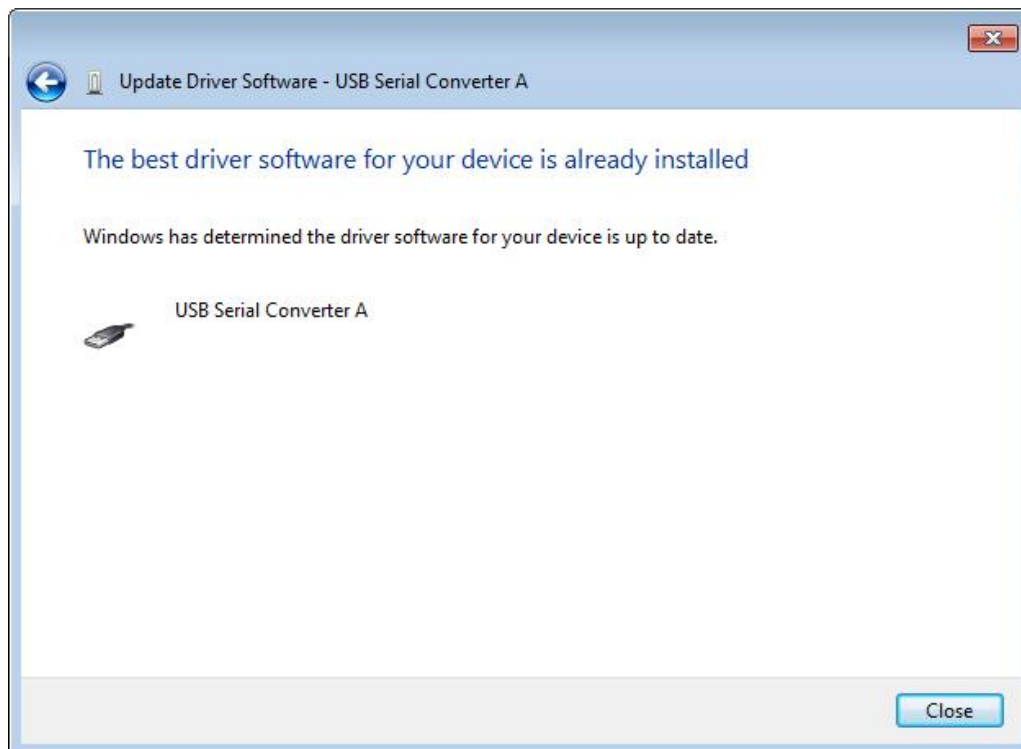 Update Driver Software - USB Serial Converter A
The best driver software for your device is already installed
Windows has determined the driver software for your device is up to date.
USB Serial Converter A
Close